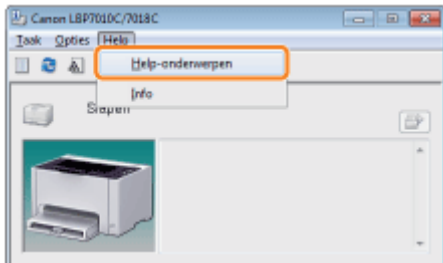 Canon LBP7010C/7018C
Taak Opties Help
Help-onderwerpen
Info
Slapen